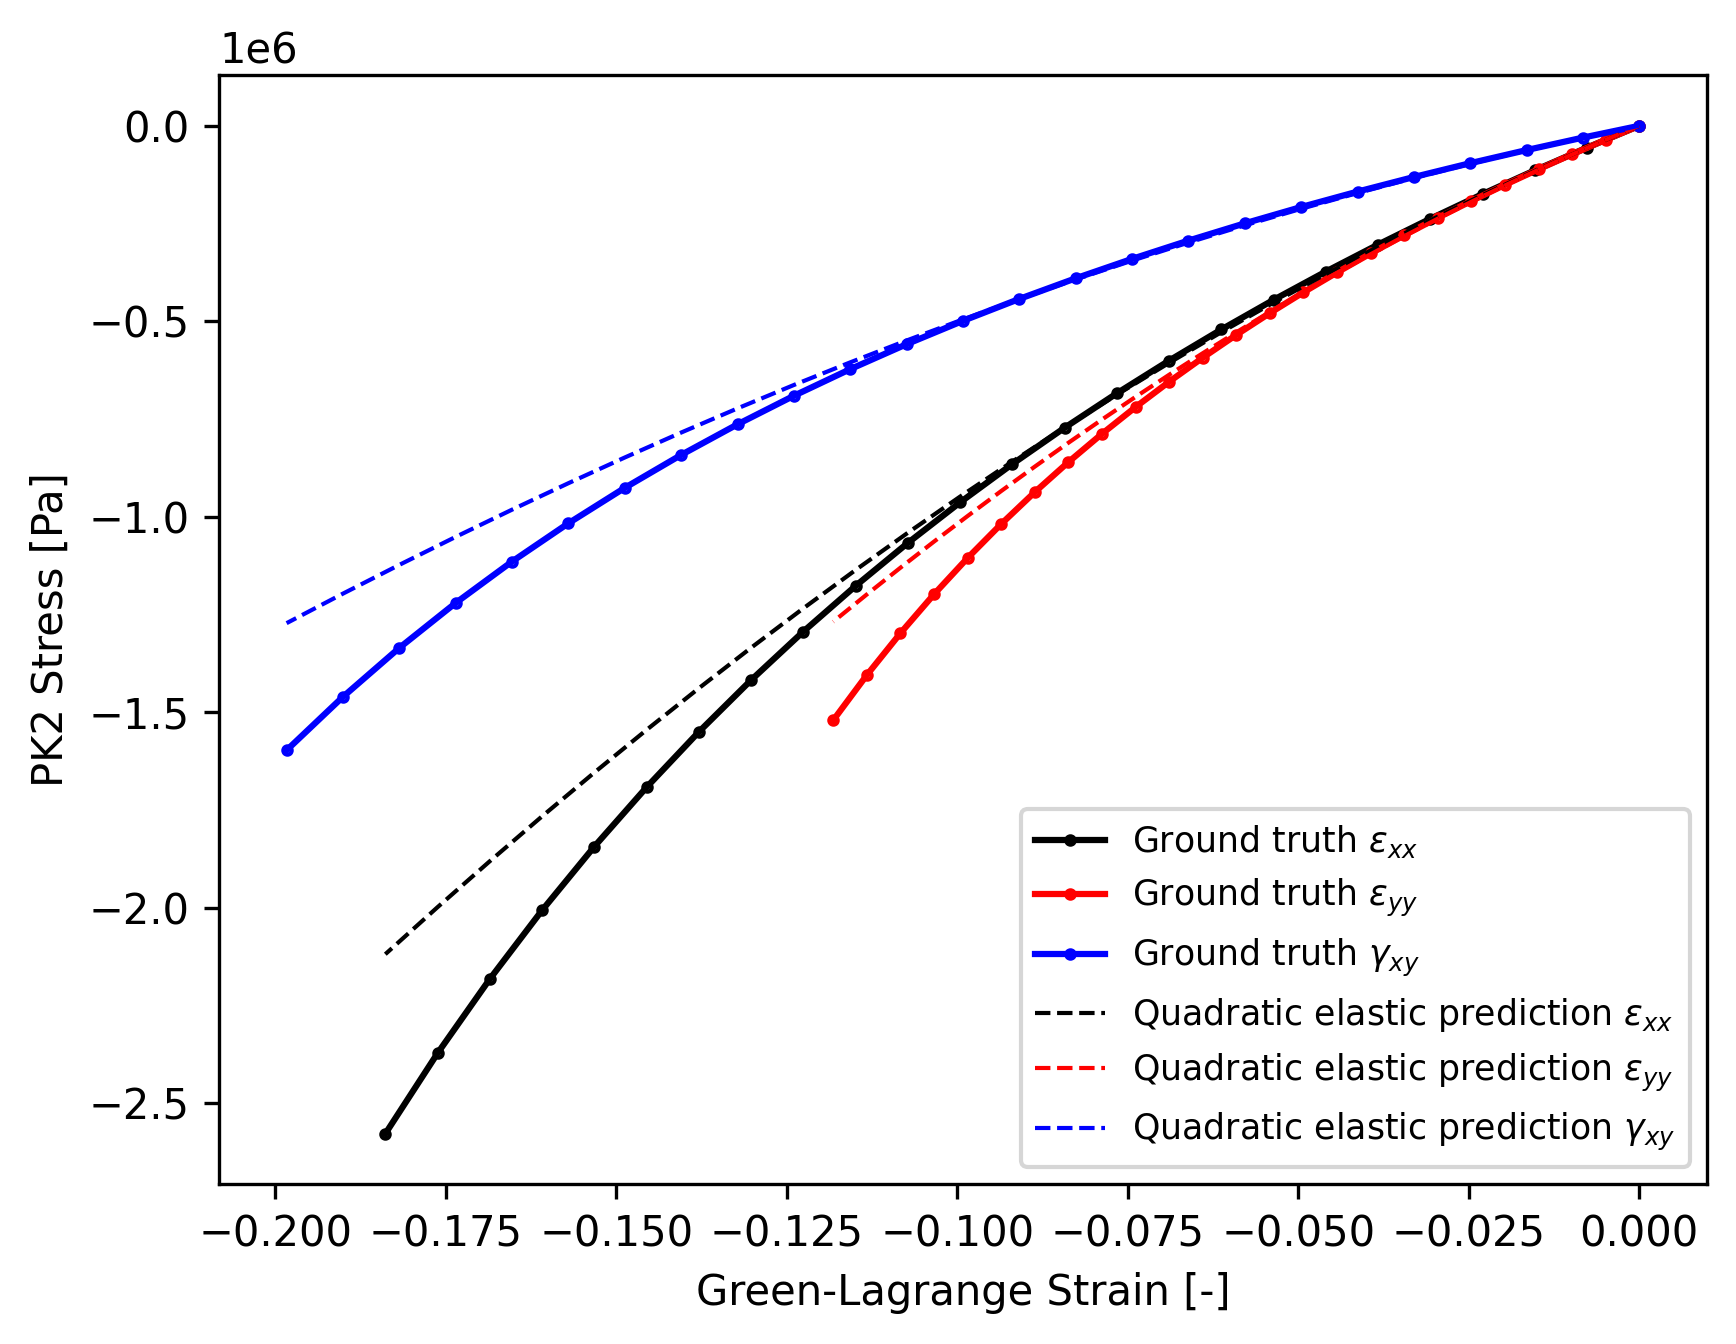 1e6
0.0
−0.5
−1.0
−1.5
−2.0
−2.5
PK2 Stress [Pa]
Ground truth εxx
Ground truth εyy
Ground truth γxy
Quadratic elastic prediction εxx
Quadratic elastic prediction εyy
Quadratic elastic prediction γxy
−0.200 −0.175 −0.150 −0.125 −0.100 −0.075 −0.050 −0.025 0.000
Green-Lagrange Strain [-]